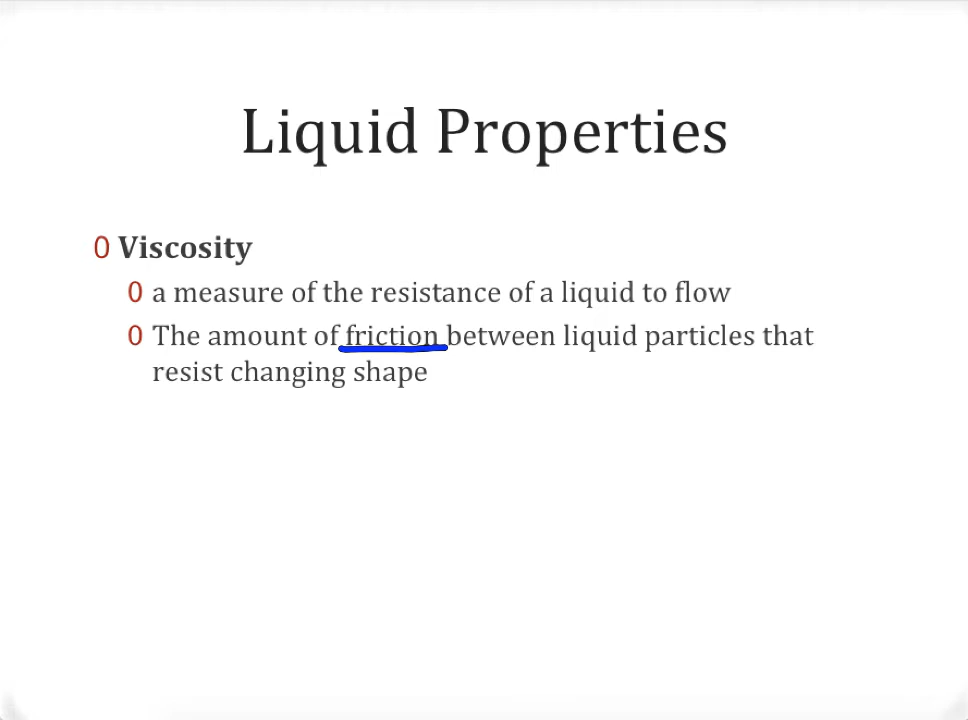 Liquid Properties
0 Viscosity
0 a measure of the resistance of a liquid to flow
0 The amount of friction between liquid particles that
resist changing shape